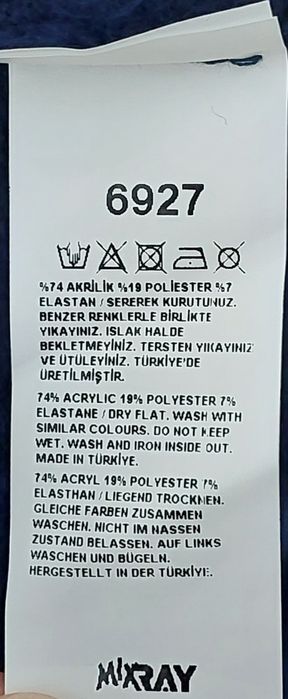 6927
%74 AKRİLİK %19 POLİESTER %7
ELASTAN / SEREREK KURUTUNUZ.
BENZER RENKLERLE BİRLİKTE
YIKAYINIZ. ISLAK HALDE
BEKLETMEYİNİZ. TERSTEN YIKAYINIZ
VE ÜTÜLEYİNİZ. TÜRKİYE'DE
ÜRETİLMİŞTİR.
74% ACRYLIC 19% POLYESTER 7%
ELASTANE / DRY FLAT. WASH WITH
SIMILAR COLOURS. DO NOT KEEP
WET. WASH AND IRON INSIDE OUT.
MADE IN TÜRKİYE.
74% ACRYL 19% POLYESTER 7%
ELASTHAN / LIEGEND TROCKNEN.
GLEICHE FARBEN ZUSAMMEN
WASCHEN. NICHT IM NASSEN
ZUSTAND BELASSEN. AUF LINKS
WASCHEN UND BÜGELN.
HERGESTELLT IN DER TÜRKİYE.
MIXRAY